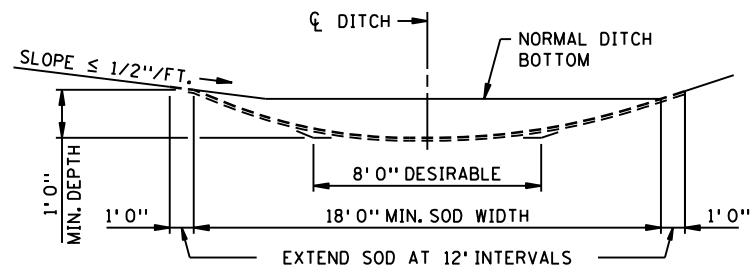 ℄ DITCH
SLOPE ≤ 1/2"/FT.
NORMAL DITCH
BOTTOM
1' 0"
MIN. DEPTH
8' 0" DESIRABLE
1' 0"
18' 0" MIN. SOD WIDTH
1' 0"
EXTEND SOD AT 12' INTERVALS